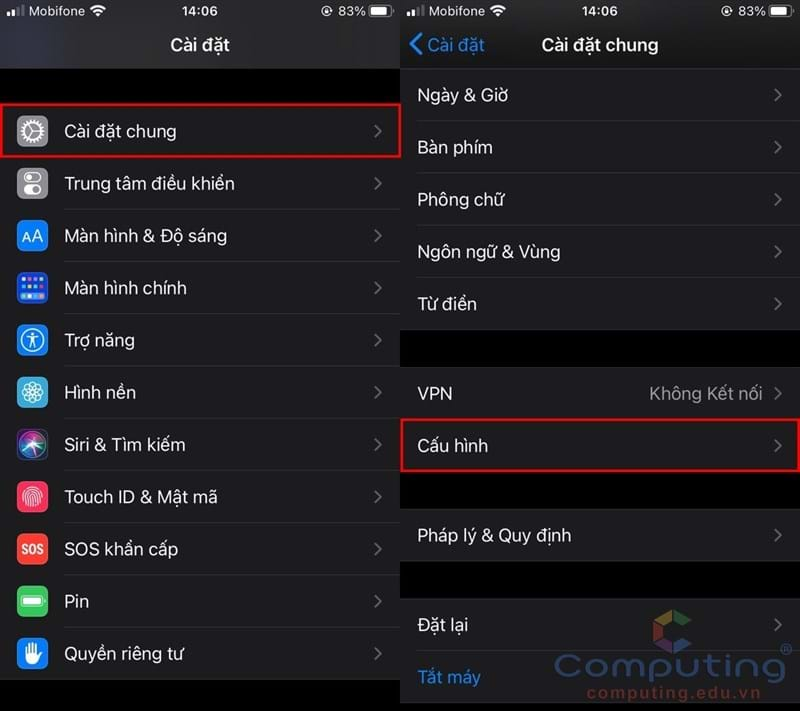 Mobifone 14:06 83%
Cài đặt
Cài đặt chung
Trung tâm điều khiển
AA Màn hình & Độ sáng
Màn hình chính
Trợ năng
Hình nền
Siri & Tìm kiếm
Touch ID & Mật mã
SOS SOS khẩn cấp
Pin
Quyền riêng tư
Mobifone 14:06 83%
Cài đặt Cài đặt chung
Ngày & Giờ
Bàn phím
Phông chữ
Ngôn ngữ & Vùng
Từ điển
VPN Không Kết nối
Cấu hình
Pháp lý & Quy định
Đặt lại
Tắt máy
Computing®
computing.edu.vn